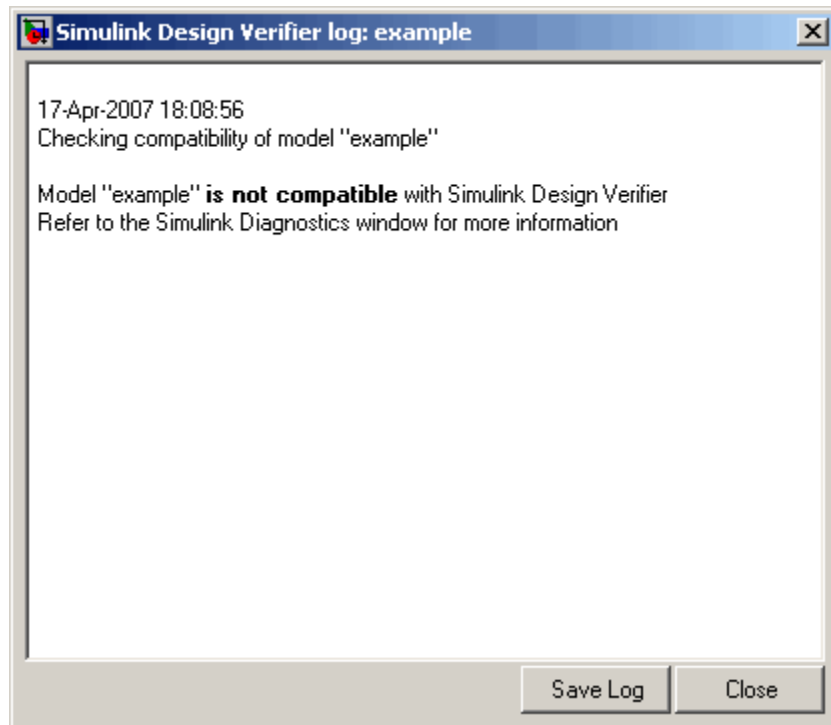 Simulink Design Verifier log: example
17-Apr-2007 18:08:56
Checking compatibility of model "example"
Model "example" is not compatible with Simulink Design Verifier
Refer to the Simulink Diagnostics window for more information
Save Log
Close